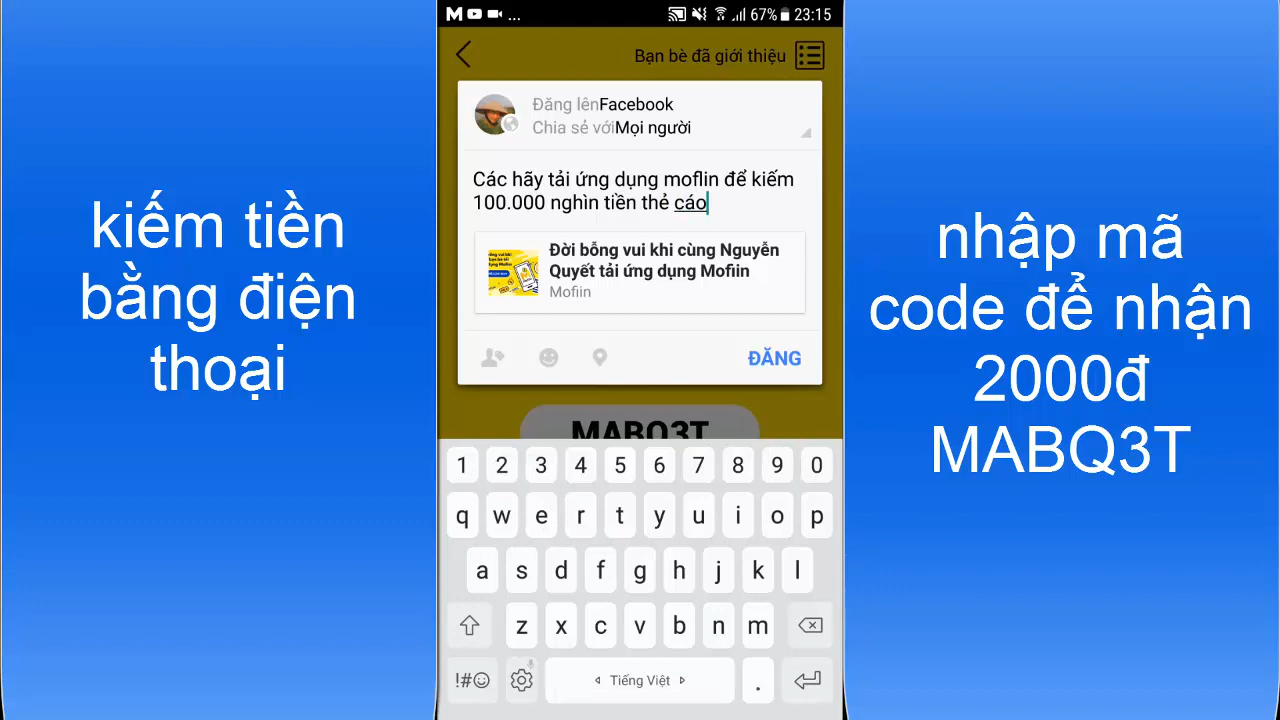 kiếm tiền
bằng điện
thoại
M ... 67% 23:15
Bạn bè đã giới thiệu
Đăng lênFacebook
Chia sẻ vớiMọi người
Các hãy tải ứng dụng moflin để kiếm
100.000 nghìn tiền thẻ cáo
Đời bỗng vui khi cùng Nguyễn
Quyết tải ứng dụng Mofiin
Mofiin
ĐĂNG
MABQ3T
1 2 3 4 5 6 7 8 9 0
q w e r t y u i o p
a s d f g h j k l
z x c v b n m
!#☺ Tiếng Việt .
nhập mã
code để nhận
2000đ
MABQ3T